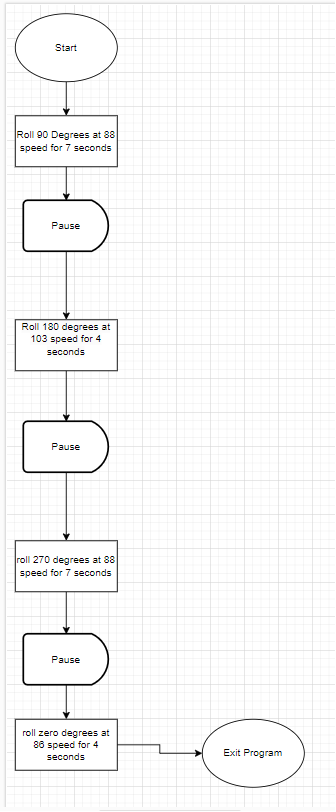 Start
Roll 90 Degrees at 88
speed for 7 seconds
Pause
Roll 180 degrees at
103 speed for 4
seconds
Pause
roll 270 degrees at 88
speed for 7 seconds
Pause
roll zero degrees at
86 speed for 4
seconds
Exit Program